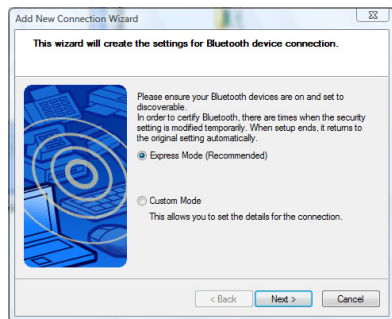 Add New Connection Wizard
This wizard will create the settings for Bluetooth device connection.
Please ensure your Bluetooth devices are on and set to
discoverable.
In order to certify Bluetooth, there are times when the security
setting is modified temporarily. When setup ends, it returns to
the original setting automatically.
Express Mode (Recommended)
Custom Mode
This allows you to set the details for the connection.
< Back Next > Cancel